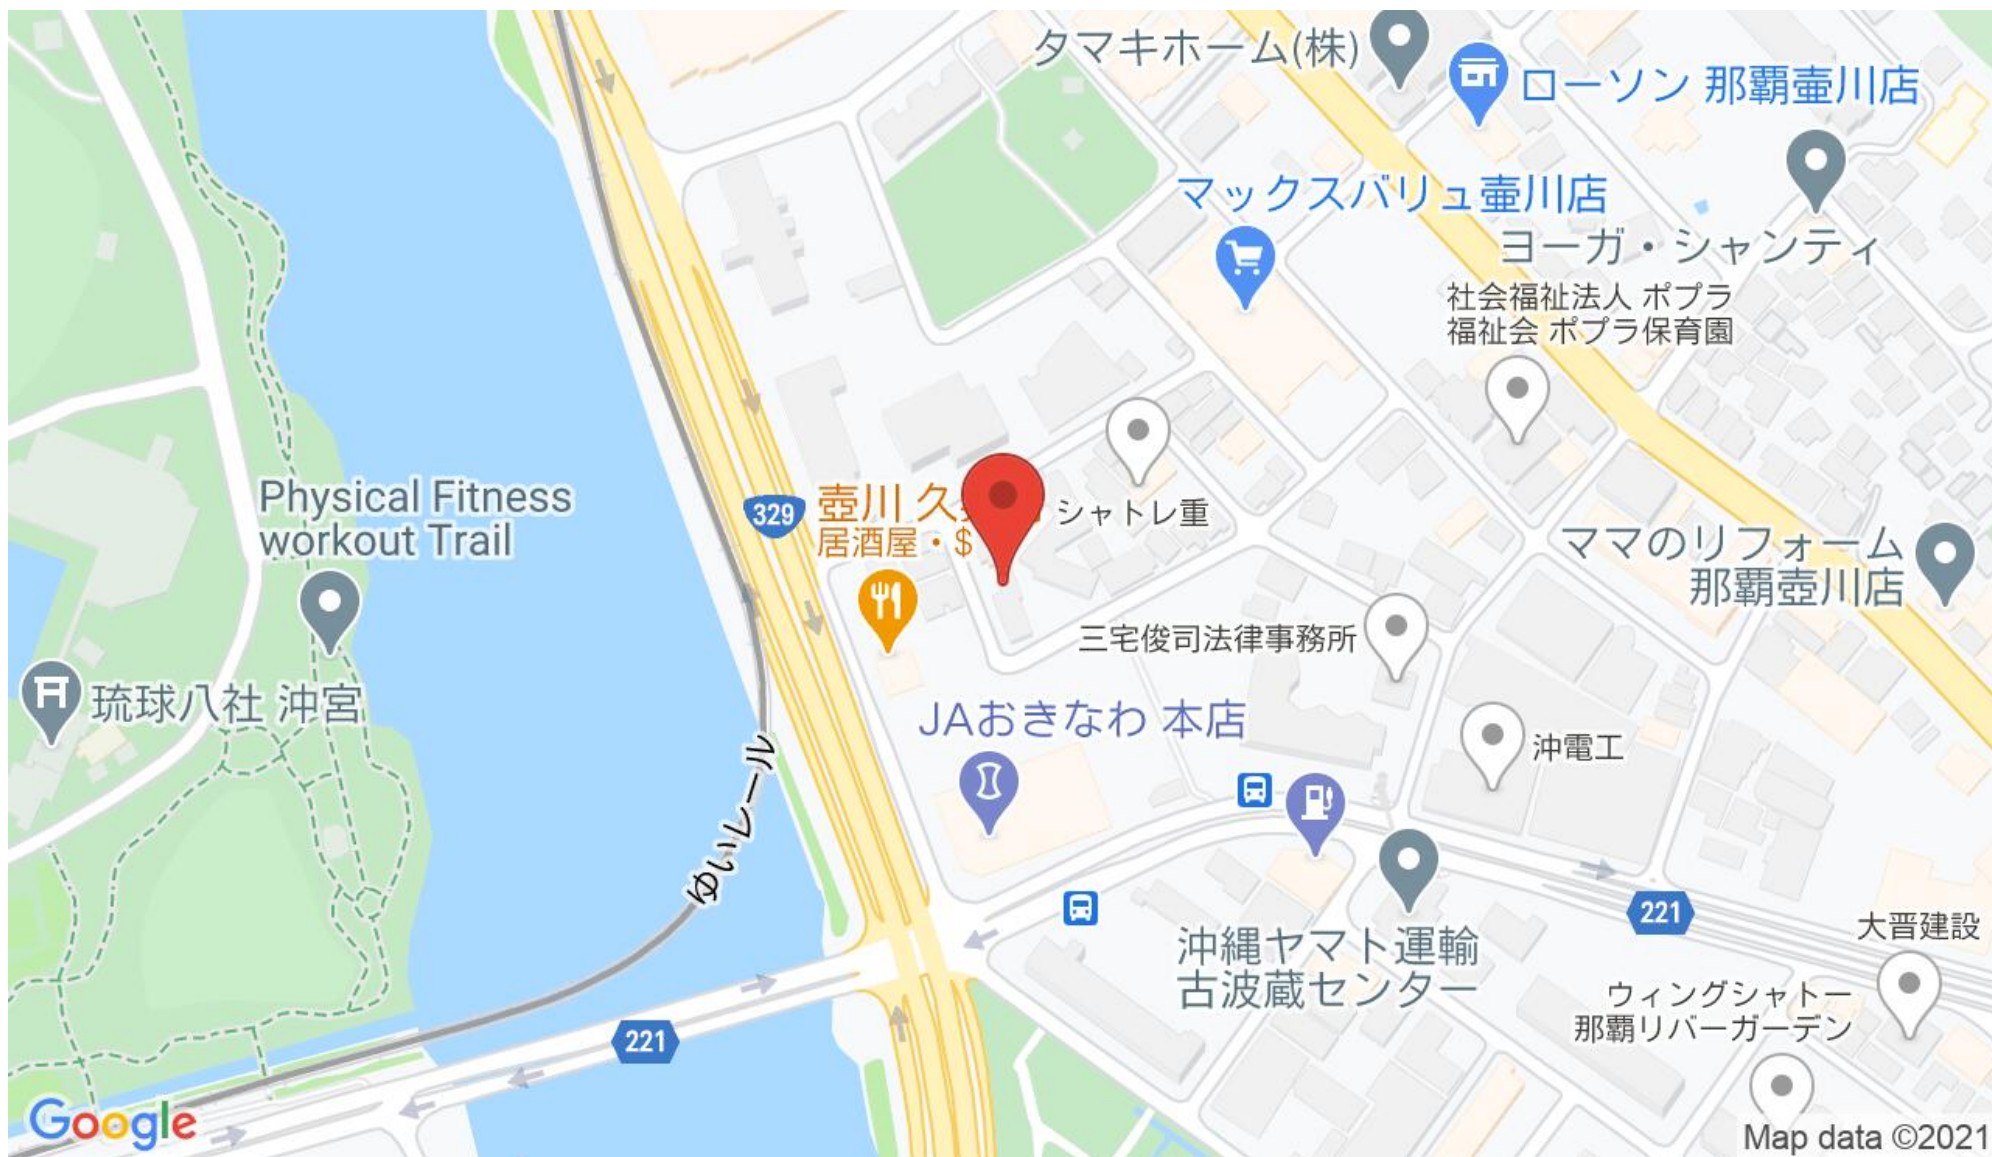 タマキホーム(株)
ローソン 那覇壷川店
マックスバリュ壷川店
ヨーガ・シャンティ
社会福祉法人 ポプラ
福祉会 ポプラ保育園
Physical Fitness
workout Trail
329
壺川 久
居酒屋・$
シャトレ重
ママのリフォーム
那覇壺川店
三宅俊司法律事務所
琉球八社 沖宮
JAおきなわ 本店
沖電工
ゆいレール
221
大晋建設
沖縄ヤマト運輸
古波蔵センター
ウィングシャトー
那覇リバーガーデン
221
Google
Map data ©2021